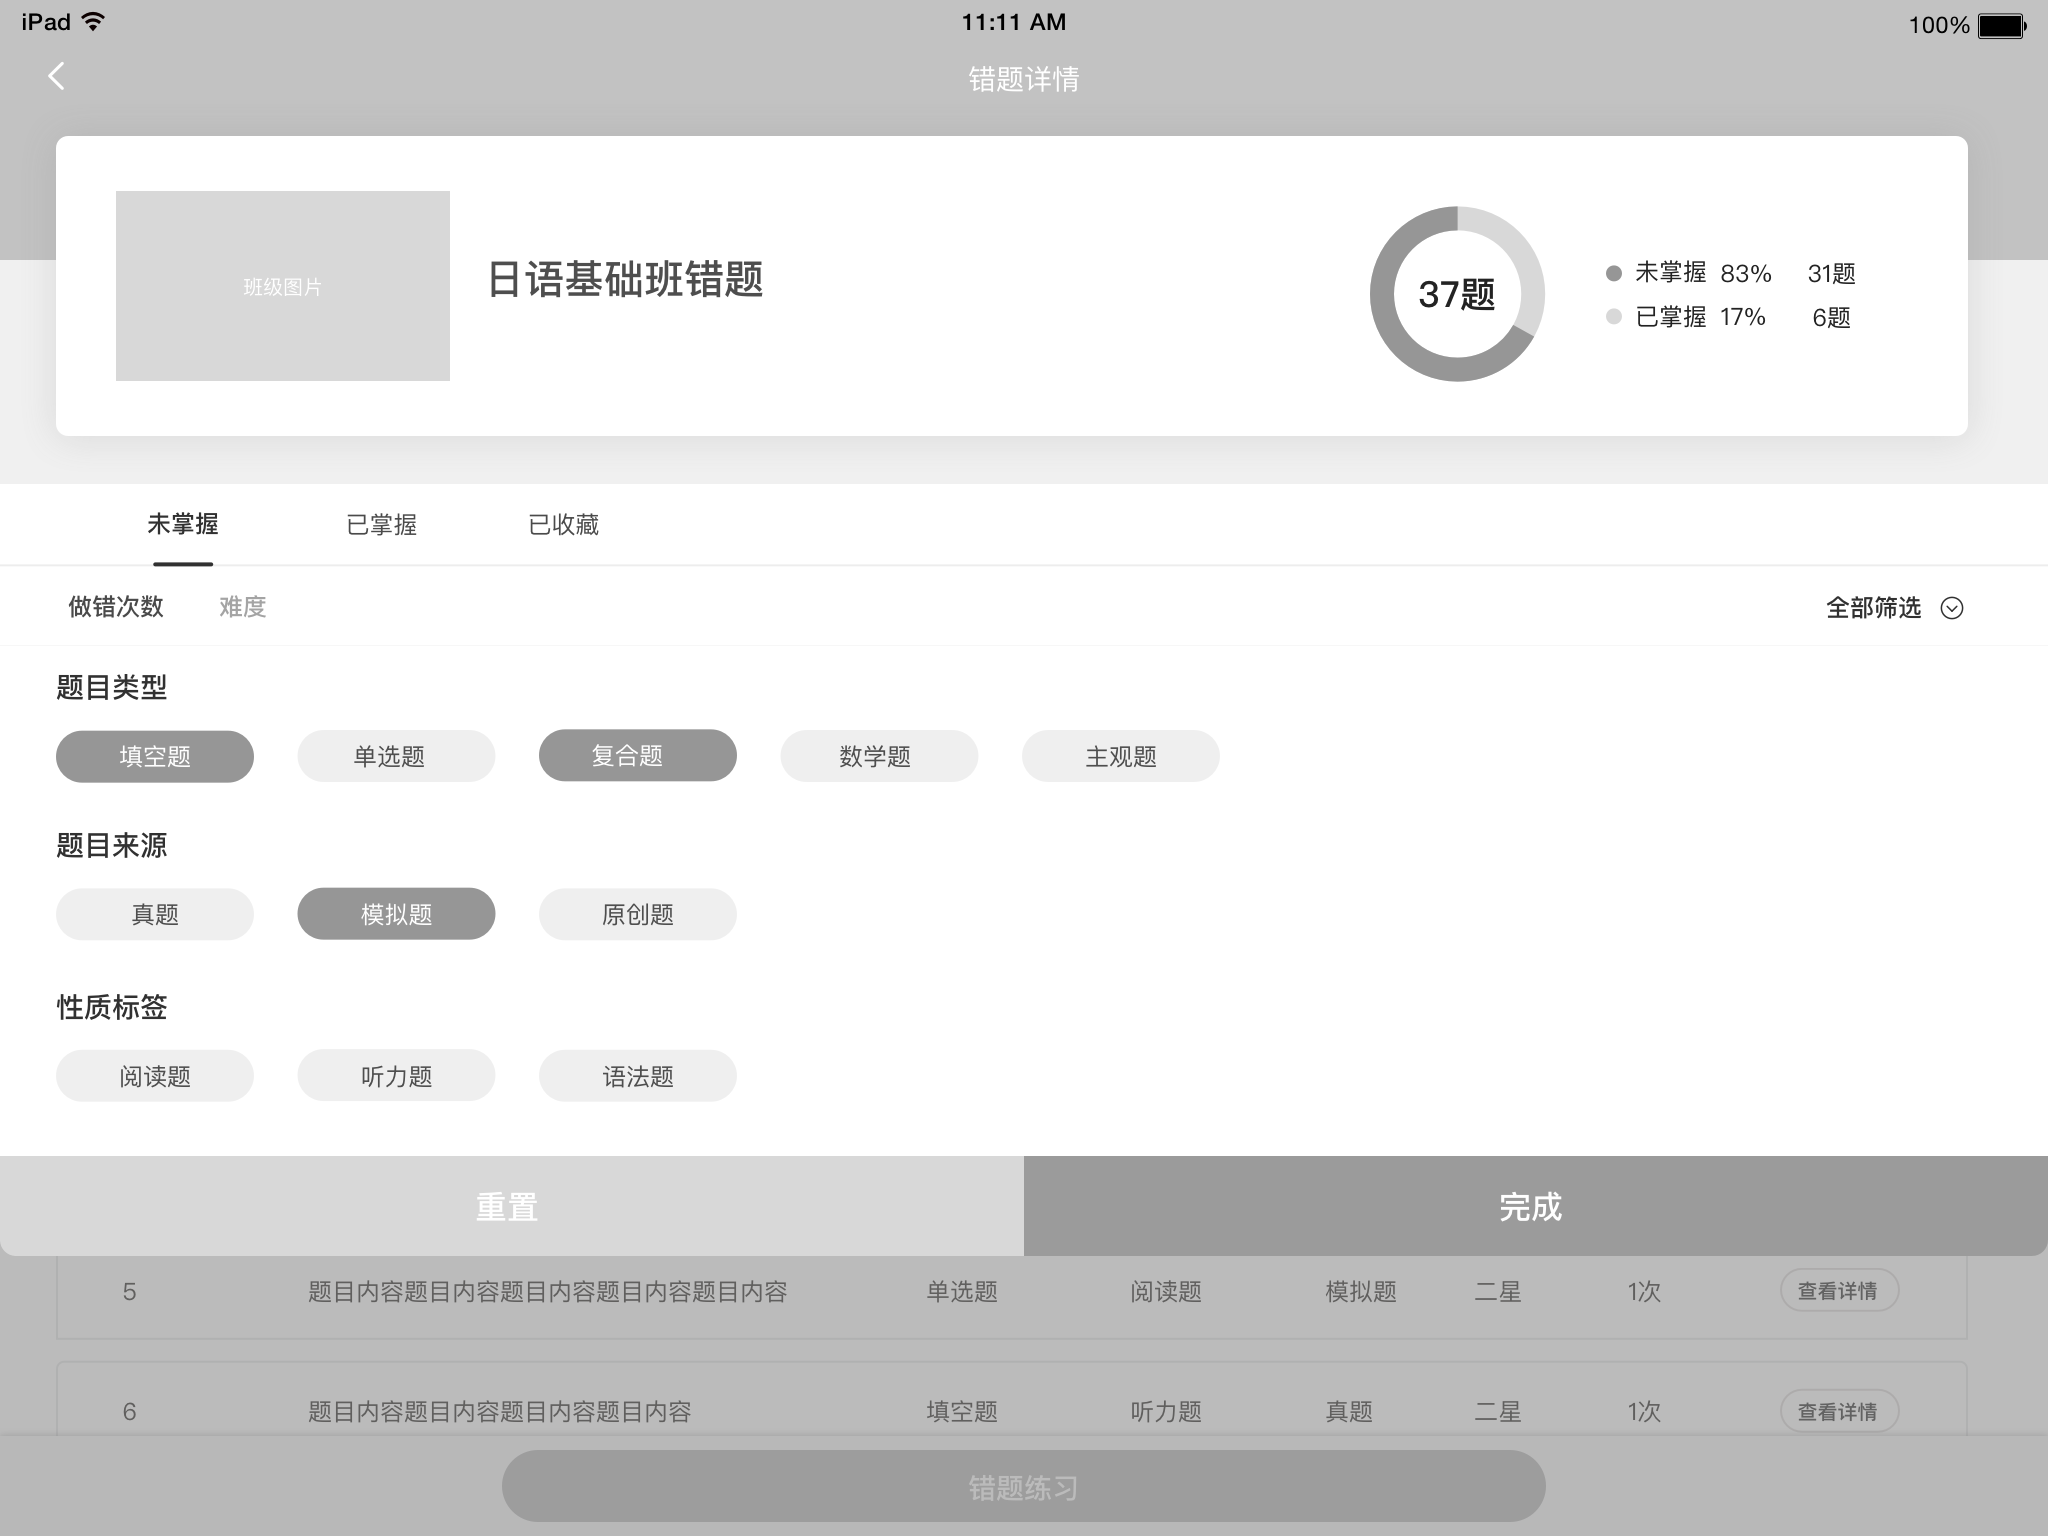 iPad 11:11 AM 100%
错题详情
班级图片
日语基础班错题
37题
未掌握 83% 31题
已掌握 17% 6题
未掌握 已掌握 已收藏
做错次数 难度 全部筛选
题目类型
填空题 单选题 复合题 数学题 主观题
题目来源
真题 模拟题 原创题
性质标签
阅读题 听力题 语法题
重置 完成
5 题目内容题目内容题目内容题目内容题目内容 单选题 阅读题 模拟题 二星 1次 查看详情
6 题目内容题目内容题目内容题目内容 填空题 听力题 真题 二星 1次 查看详情
错题练习